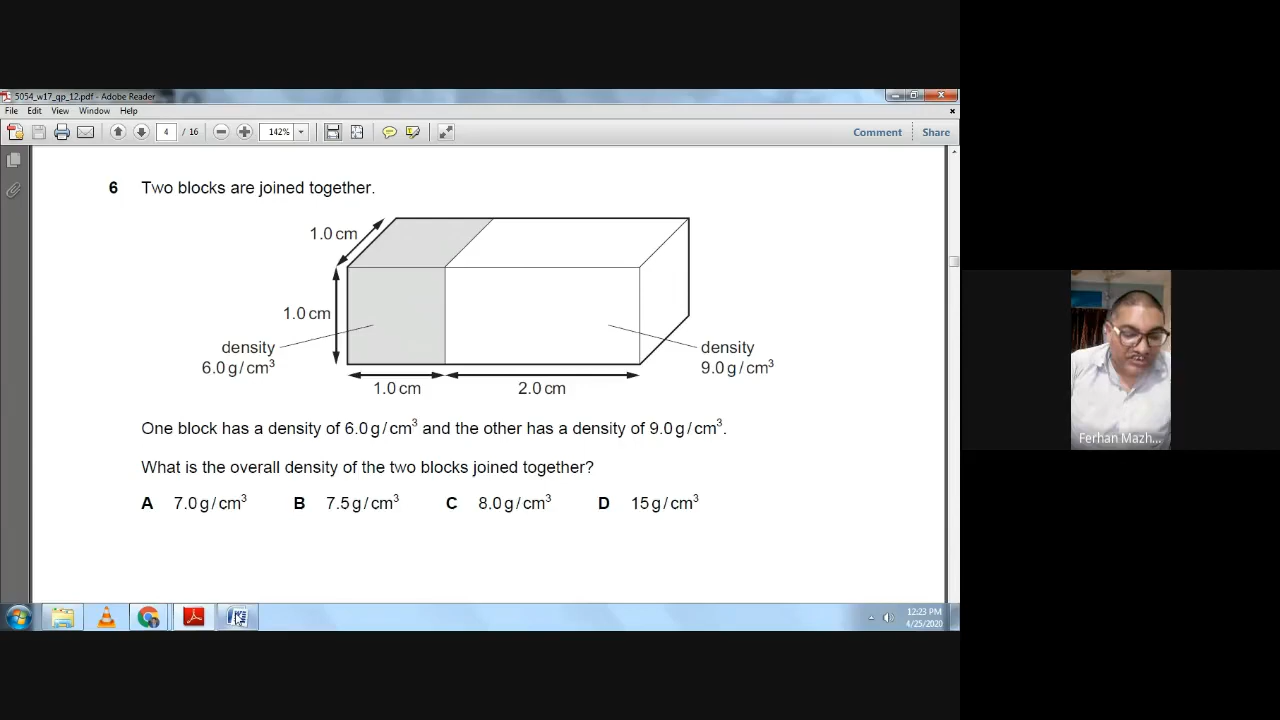 5054_w17_qp_12.pdf - Adobe Reader
File Edit View Window Help
4 / 16 142% Comment Share
6 Two blocks are joined together.
1.0 cm
1.0 cm
density
6.0 g / cm³
density
9.0 g / cm³
1.0 cm 2.0 cm
One block has a density of 6.0 g / cm³ and the other has a density of 9.0 g / cm³.
What is the overall density of the two blocks joined together?
A 7.0 g / cm³ B 7.5 g / cm³ C 8.0 g / cm³ D 15 g / cm³
Ferhan Mazh...
12:23 PM
4/25/2020